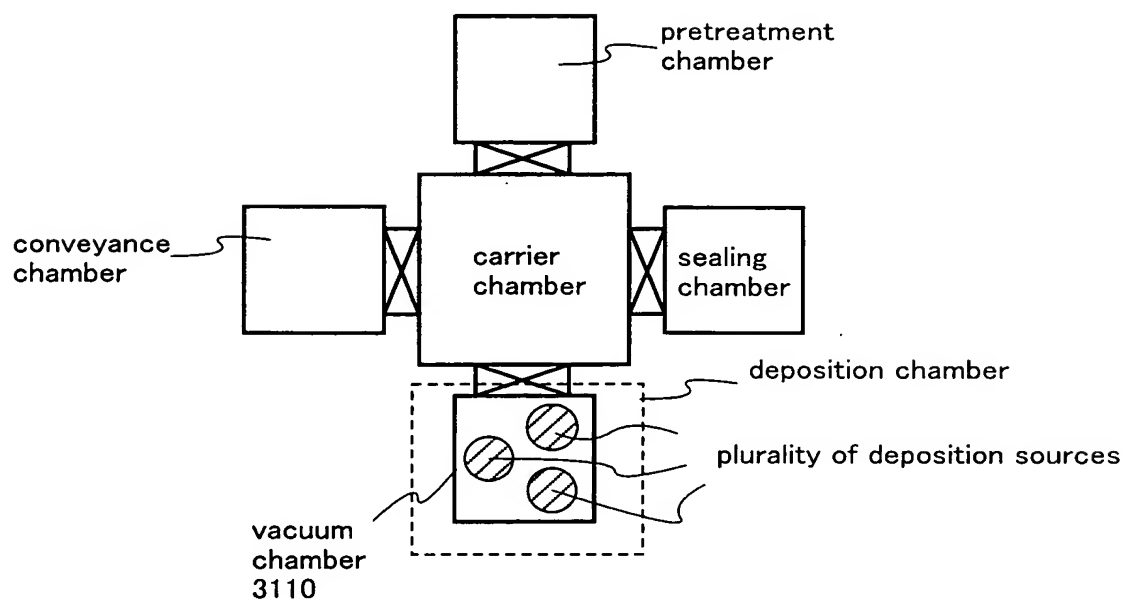 pretreatment
chamber
conveyance
chamber
carrier
chamber
sealing
chamber
deposition chamber
plurality of deposition sources
vacuum
chamber
3110